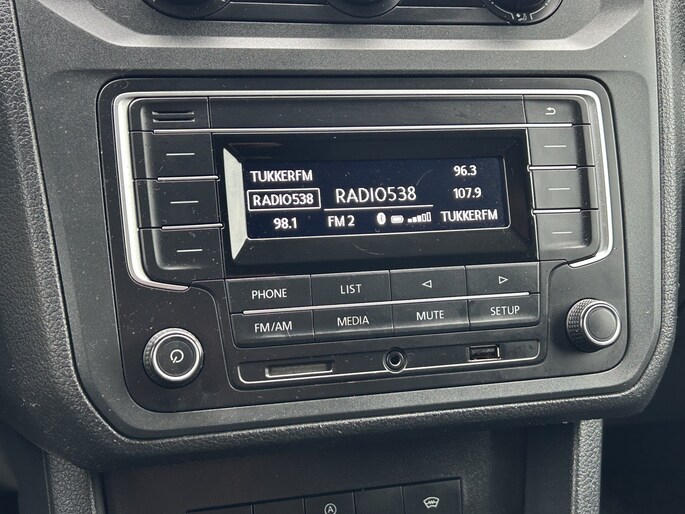 TUKKERFM 96.3
RADIO538 RADIO538 107.9
98.1 FM 2 TUKKERFM
PHONE LIST
FM/AM MEDIA MUTE SETUP
A